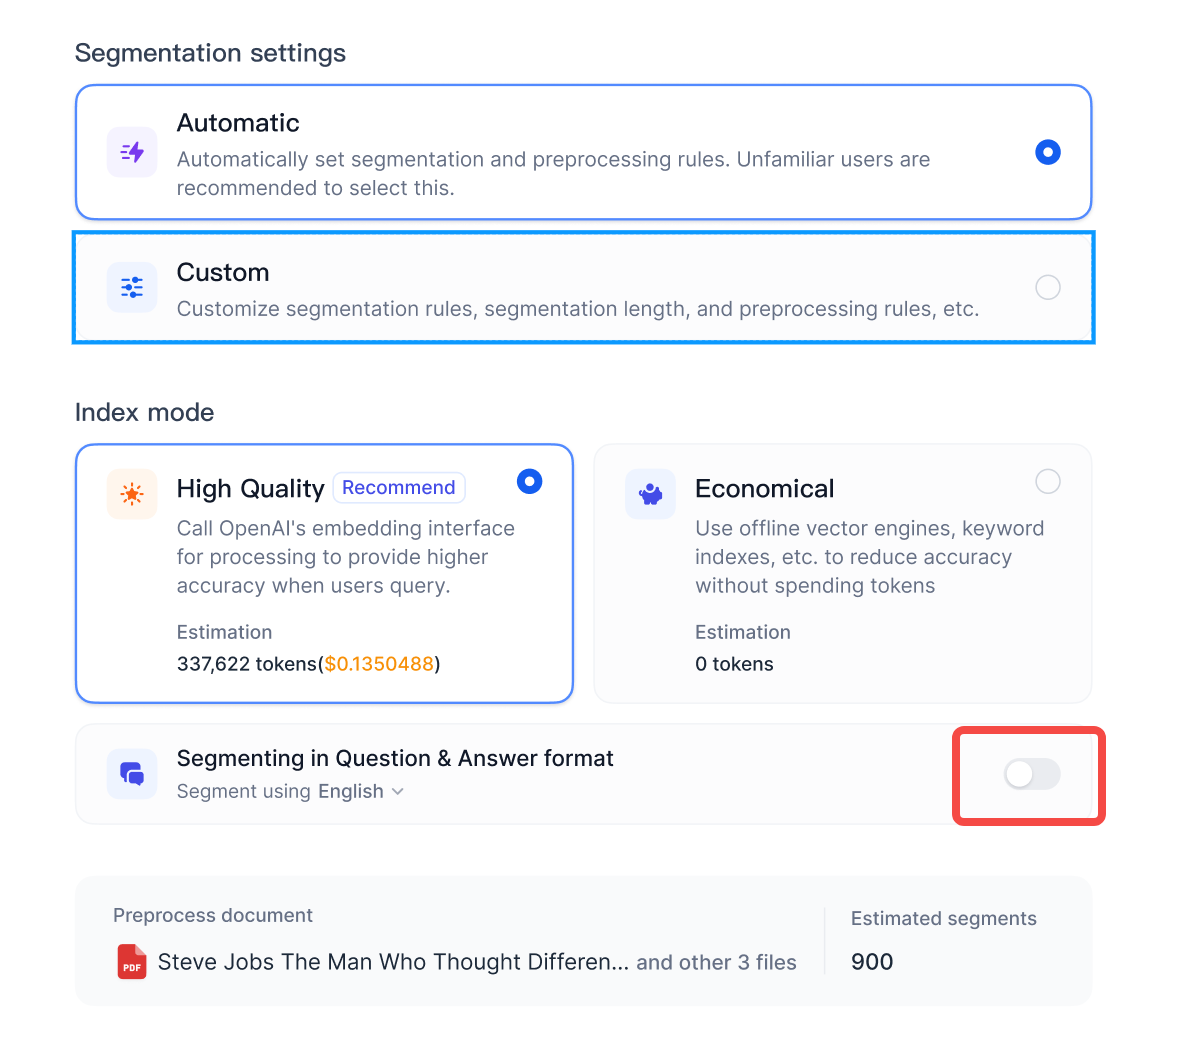 Segmentation settings
Automatic
Automatically set segmentation and preprocessing rules. Unfamiliar users are
recommended to select this.
Custom
Customize segmentation rules, segmentation length, and preprocessing rules, etc.
Index mode
High Quality Recommend
Call OpenAI's embedding interface
for processing to provide higher
accuracy when users query.
Estimation
337,622 tokens($0.1350488)
Economical
Use offline vector engines, keyword
indexes, etc. to reduce accuracy
without spending tokens
Estimation
0 tokens
Segmenting in Question & Answer format
Segment using English
Preprocess document
PDF Steve Jobs The Man Who Thought Differen... and other 3 files
Estimated segments
900